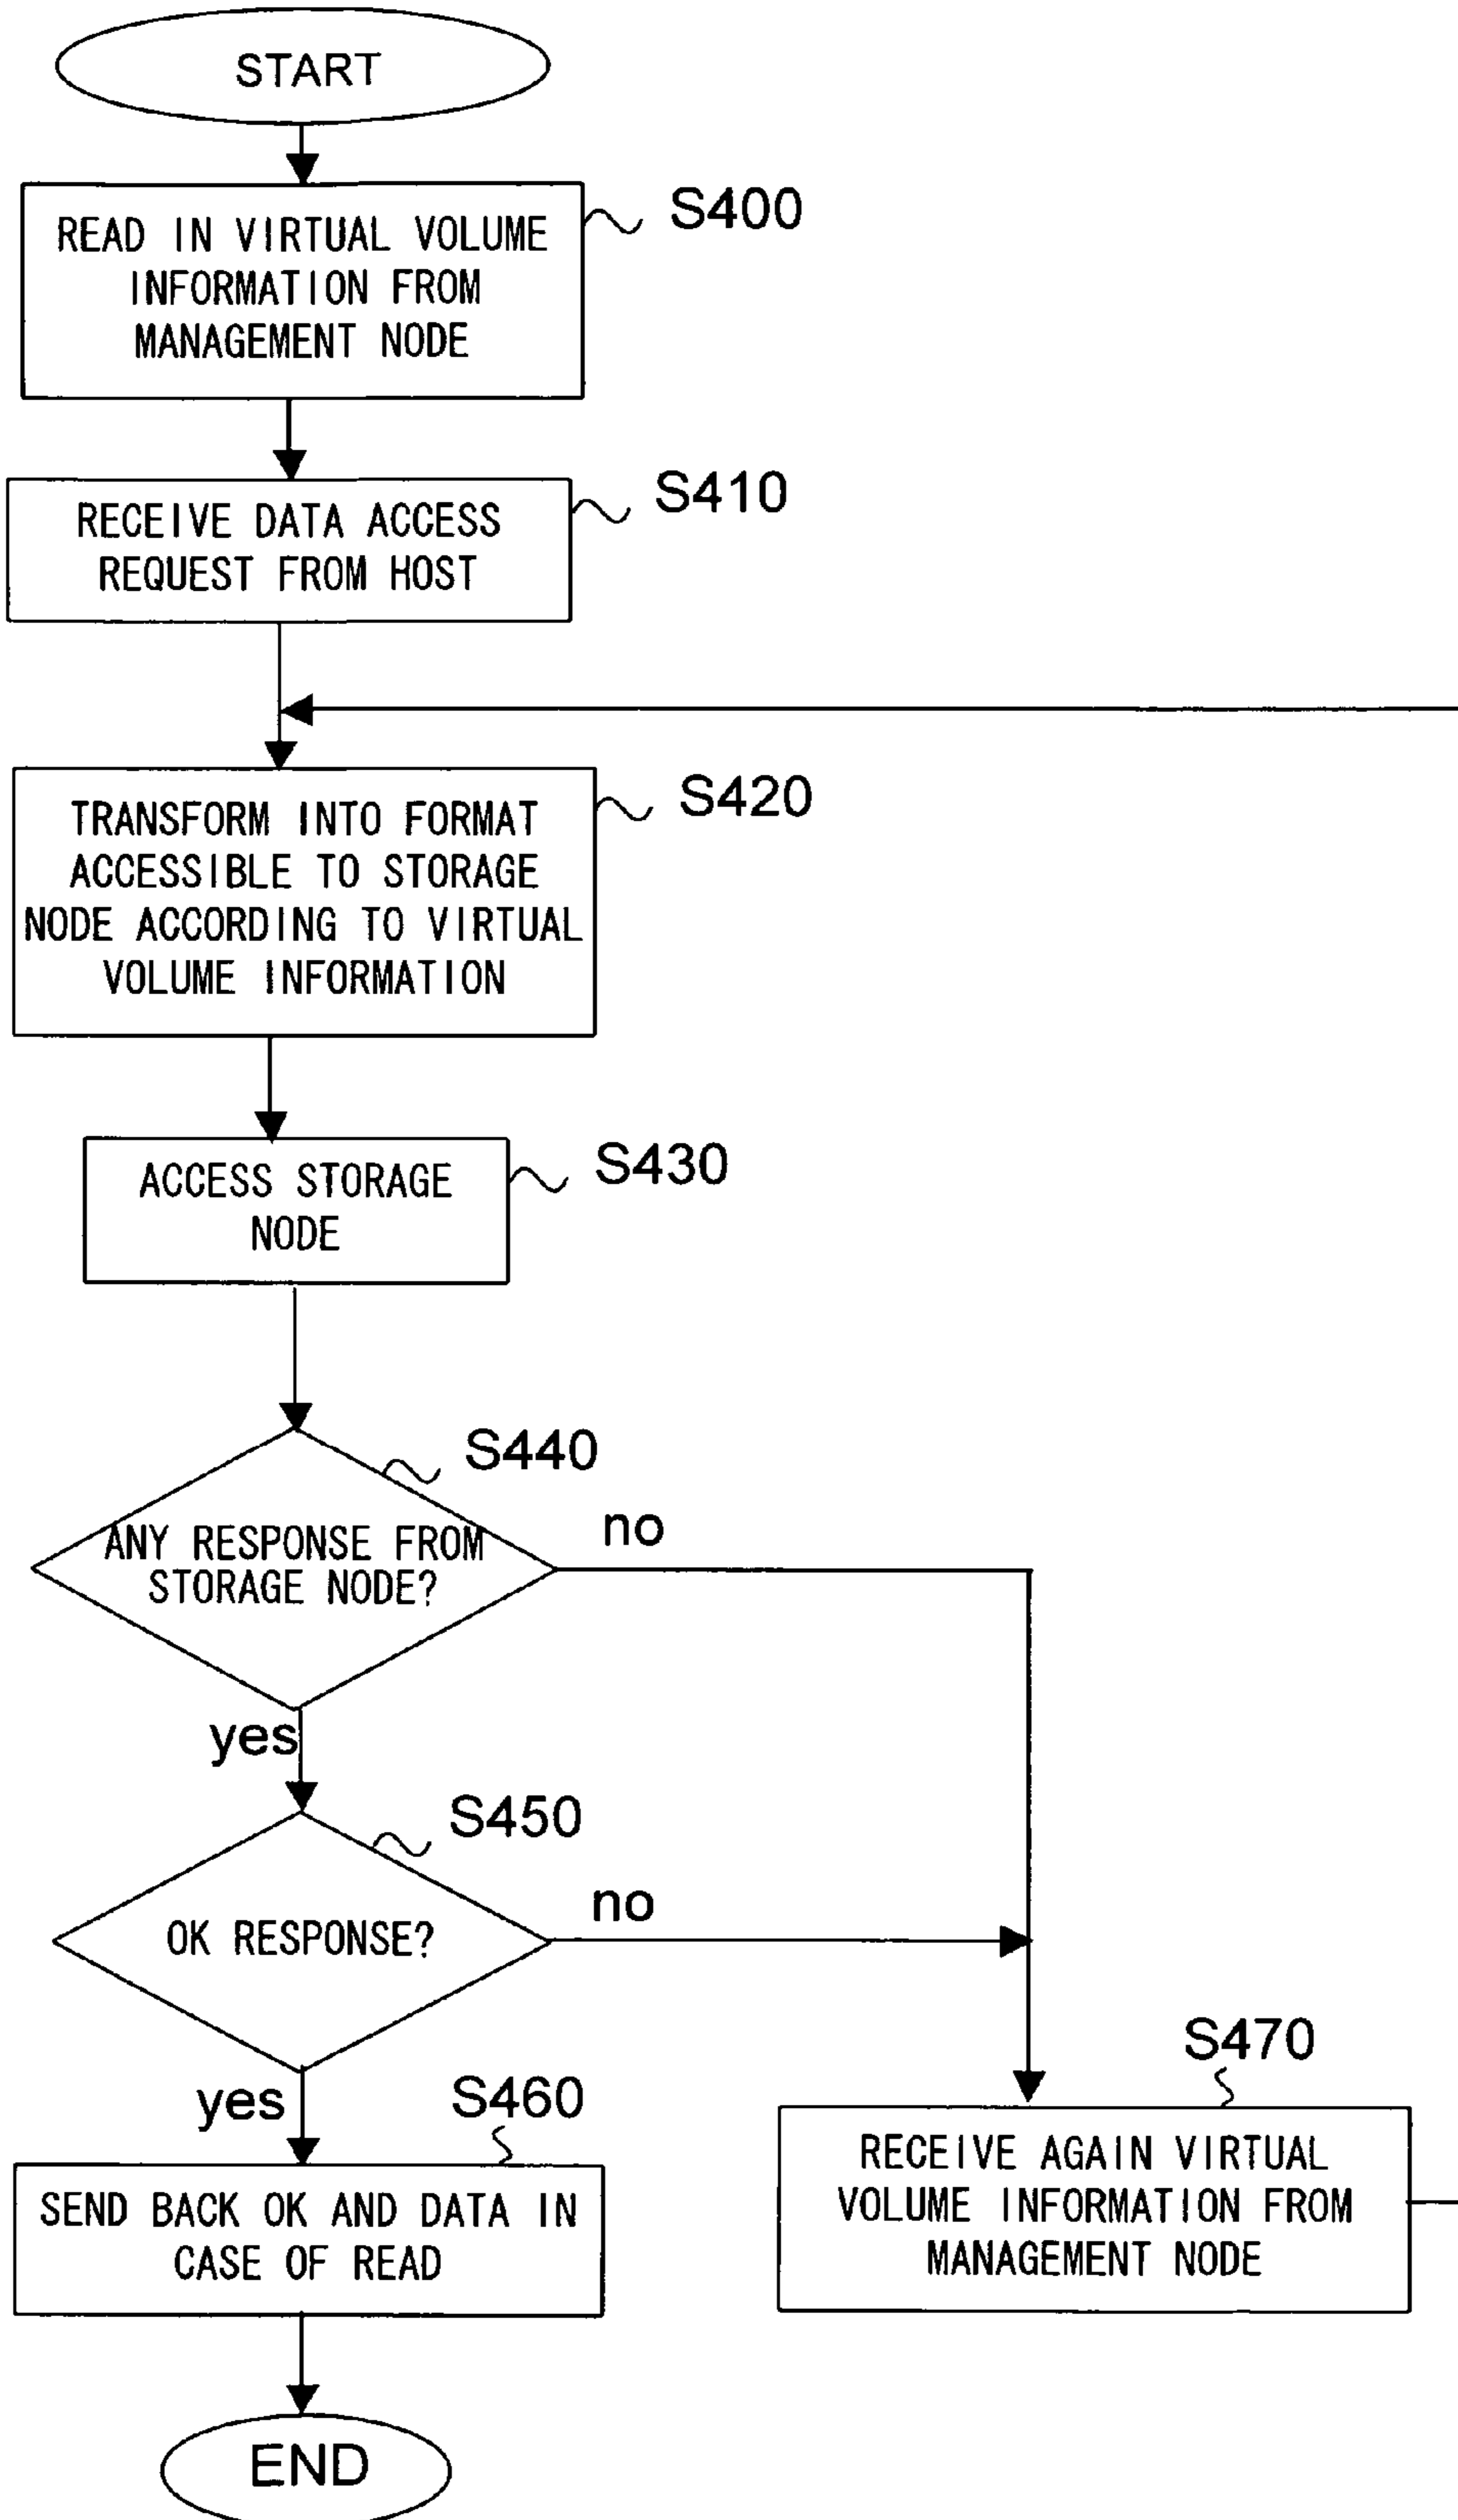 START
S400
READ IN VIRTUAL VOLUME
INFORMATION FROM
MANAGEMENT NODE
S410
RECEIVE DATA ACCESS
REQUEST FROM HOST
S420
TRANSFORM INTO FORMAT
ACCESSIBLE TO STORAGE
NODE ACCORDING TO VIRTUAL
VOLUME INFORMATION
S430
ACCESS STORAGE
NODE
S440
ANY RESPONSE FROM
STORAGE NODE?
no
yes
S450
OK RESPONSE?
no
yes
S460
SEND BACK OK AND DATA IN
CASE OF READ
S470
RECEIVE AGAIN VIRTUAL
VOLUME INFORMATION FROM
MANAGEMENT NODE
END